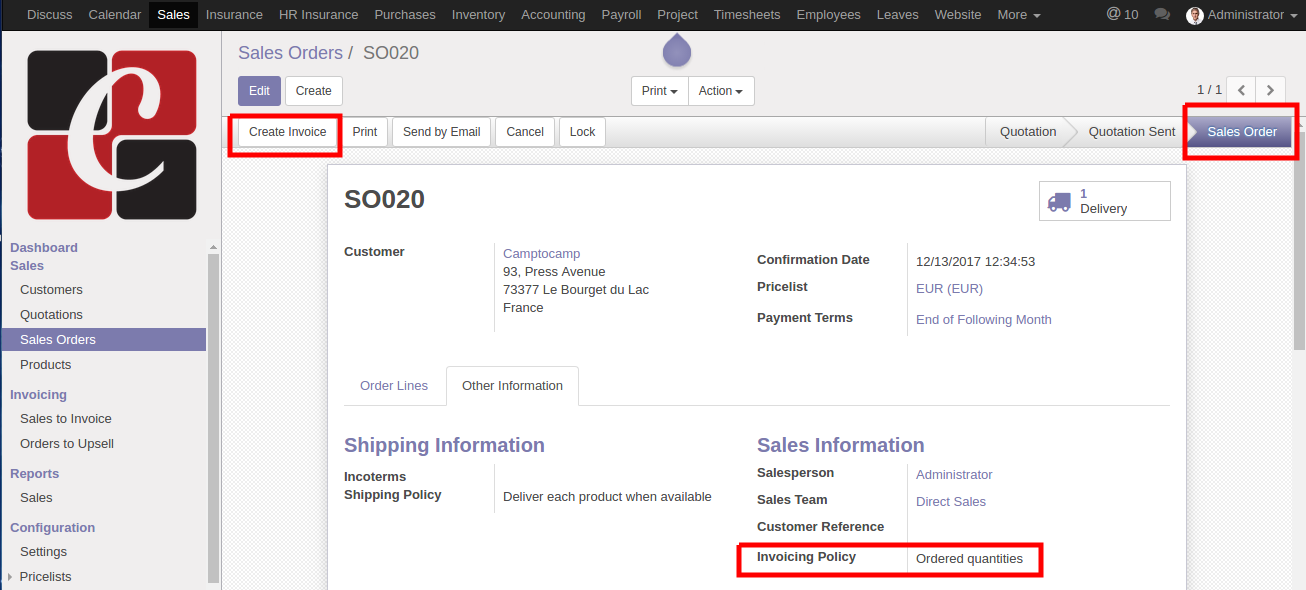 Discuss Calendar Sales Insurance HR Insurance Purchases Inventory Accounting Payroll Project Timesheets Employees Leaves Website More @ 10 Administrator
C
Sales Orders / SO020
Edit Create Print Action 1 / 1
Create Invoice Print Send by Email Cancel Lock Quotation Quotation Sent Sales Order
Dashboard
Sales
Customers
Quotations
Sales Orders
Products
Invoicing
Sales to Invoice
Orders to Upsell
Reports
Sales
Configuration
Settings
Pricelists
SO020
1
Delivery
Customer
Camptocamp
93, Press Avenue
73377 Le Bourget du Lac
France
Confirmation Date 12/13/2017 12:34:53
Pricelist EUR (EUR)
Payment Terms End of Following Month
Order Lines Other Information
Shipping Information
Incoterms
Shipping Policy Deliver each product when available
Sales Information
Salesperson Administrator
Sales Team Direct Sales
Customer Reference
Invoicing Policy Ordered quantities